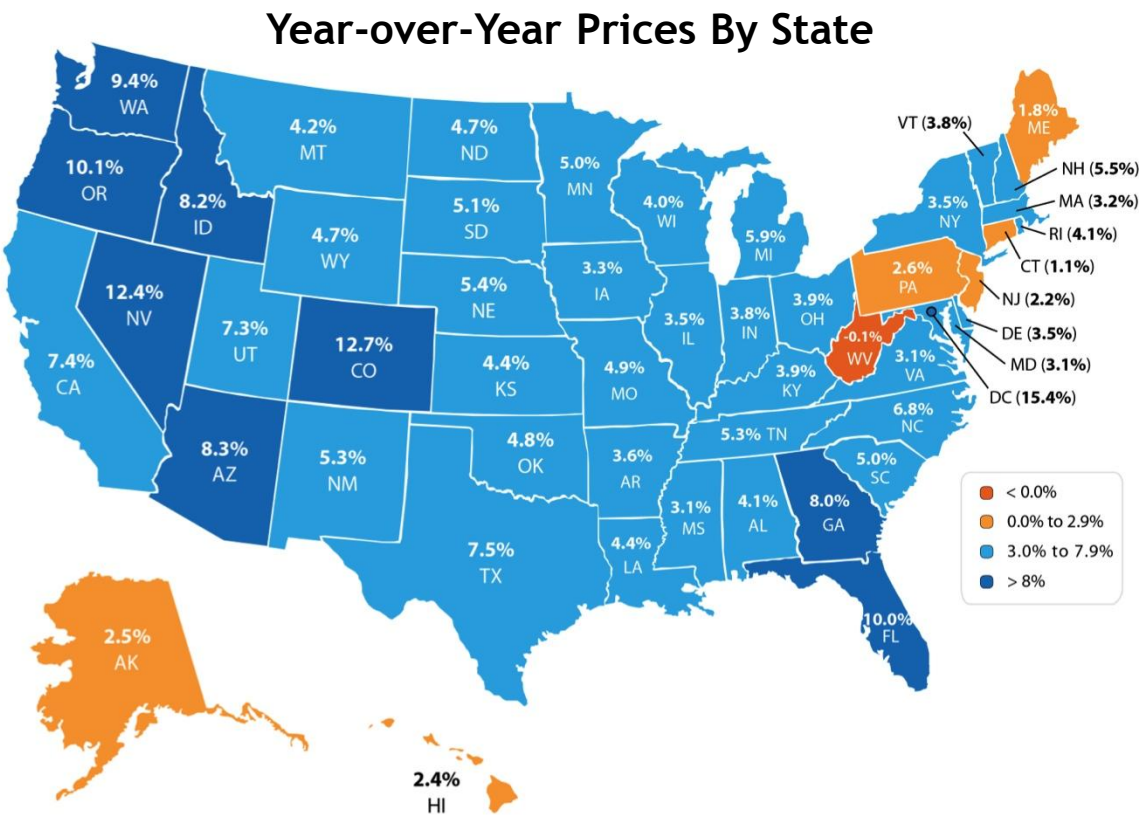 Year-over-Year Prices By State
9.4%
WA
10.1%
OR
8.2%
ID
4.2%
MT
4.7%
ND
5.0%
MN
5.1%
SD
4.7%
WY
12.4%
NV
7.4%
CA
7.3%
UT
12.7%
CO
5.4%
NE
3.3%
IA
4.0%
WI
5.9%
MI
4.4%
KS
4.9%
MO
3.5%
IL
3.8%
IN
3.9%
OH
3.9%
KY
-0.1%
WV
2.6%
PA
3.5%
NY
1.8%
ME
VT (3.8%)
NH (5.5%)
MA (3.2%)
RI (4.1%)
CT (1.1%)
NJ (2.2%)
DE (3.5%)
MD (3.1%)
DC (15.4%)
3.1%
VA
6.8%
NC
5.3% TN
5.0%
SC
8.3%
AZ
5.3%
NM
4.8%
OK
3.6%
AR
3.1%
MS
4.1%
AL
8.0%
GA
7.5%
TX
4.4%
LA
10.0%
FL
2.5%
AK
2.4%
HI
< 0.0%
0.0% to 2.9%
3.0% to 7.9%
> 8%